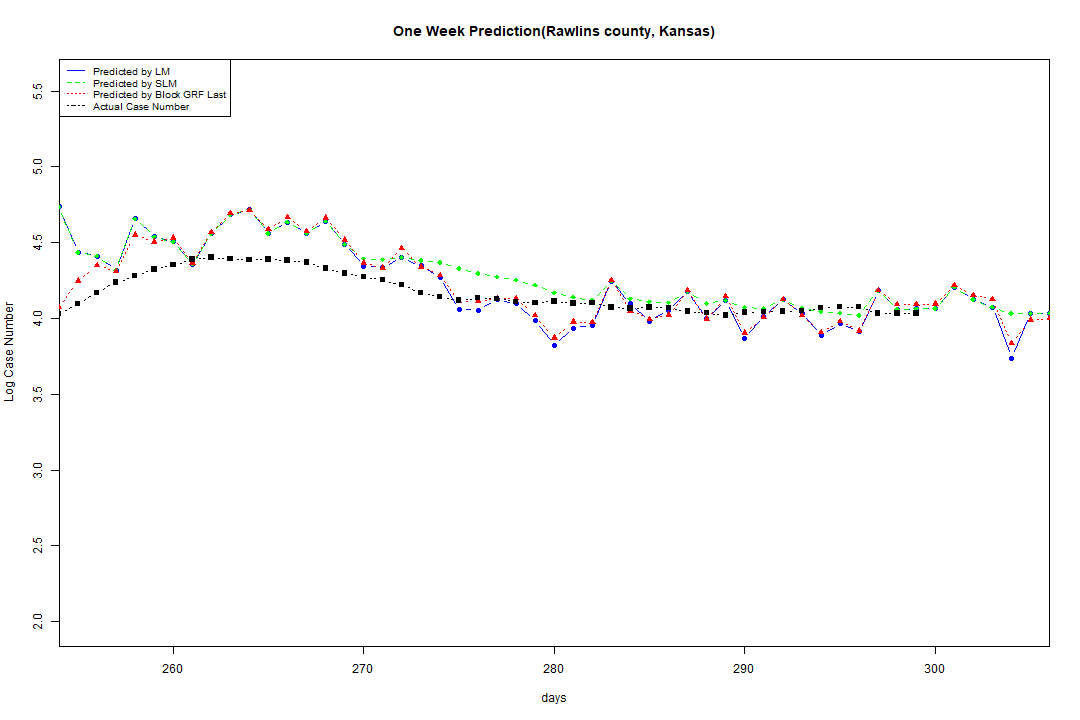 One Week Prediction(Rawlins county, Kansas)
Predicted by LM
Predicted by SLM
Predicted by Block GRF Last
Actual Case Number
5.5
5.0
4.5
4.0
3.5
3.0
2.5
2.0
Log Case Number
260 270 280 290 300
days